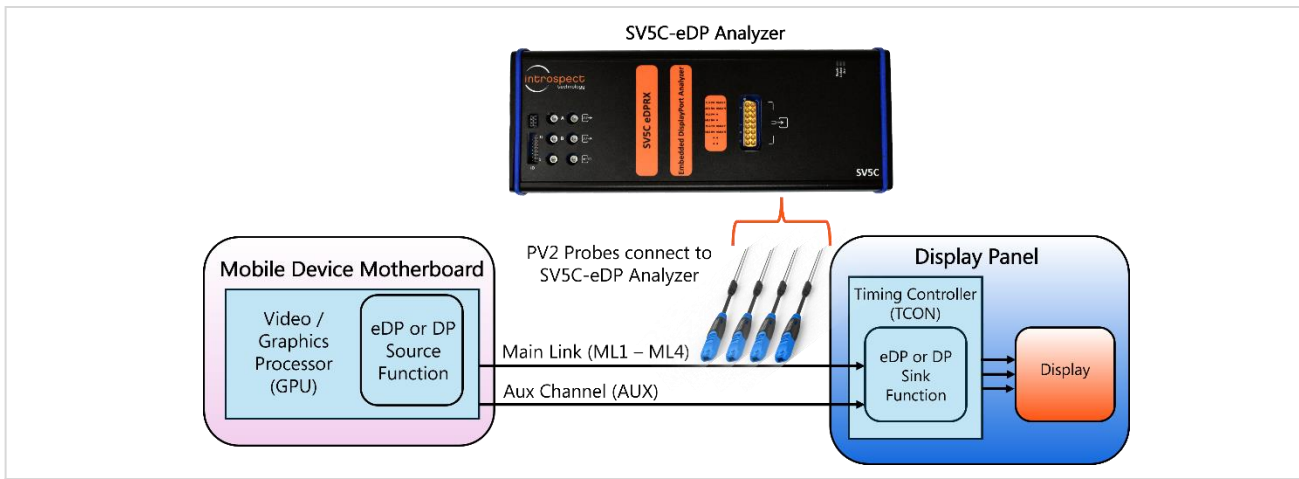 SV5C-eDP Analyzer
introspect
technology
SV5C eDPRX
Embedded DisplayPort Analyzer
SV5C
PV2 Probes connect to
SV5C-eDP Analyzer
Mobile Device Motherboard
Video /
Graphics
Processor
(GPU)
eDP or DP
Source
Function
Main Link (ML1 – ML4)
Aux Channel (AUX)
Display Panel
Timing Controller
(TCON)
eDP or DP
Sink
Function
Display